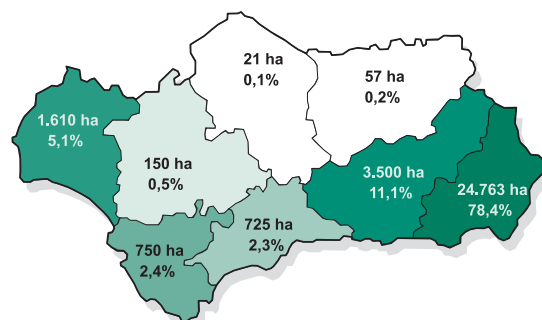 21 ha
0,1%
57 ha
0,2%
1.610 ha
5,1%
150 ha
0,5%
3.500 ha
11,1%
24.763 ha
78,4%
725 ha
2,3%
750 ha
2,4%